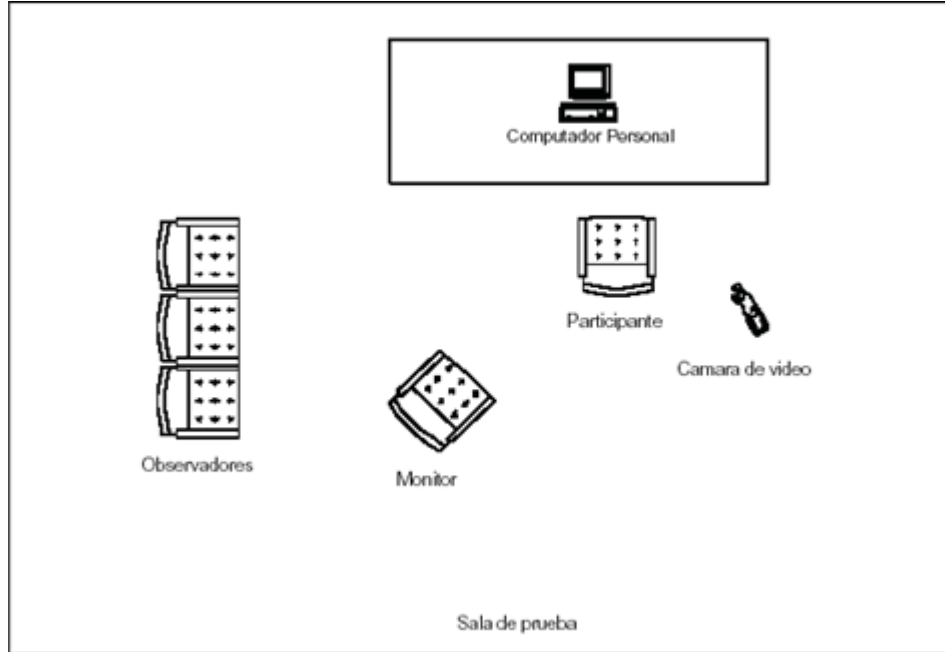 Computador Personal
Participante
Camara de video
Observadores
Monitor
Sala de prueba